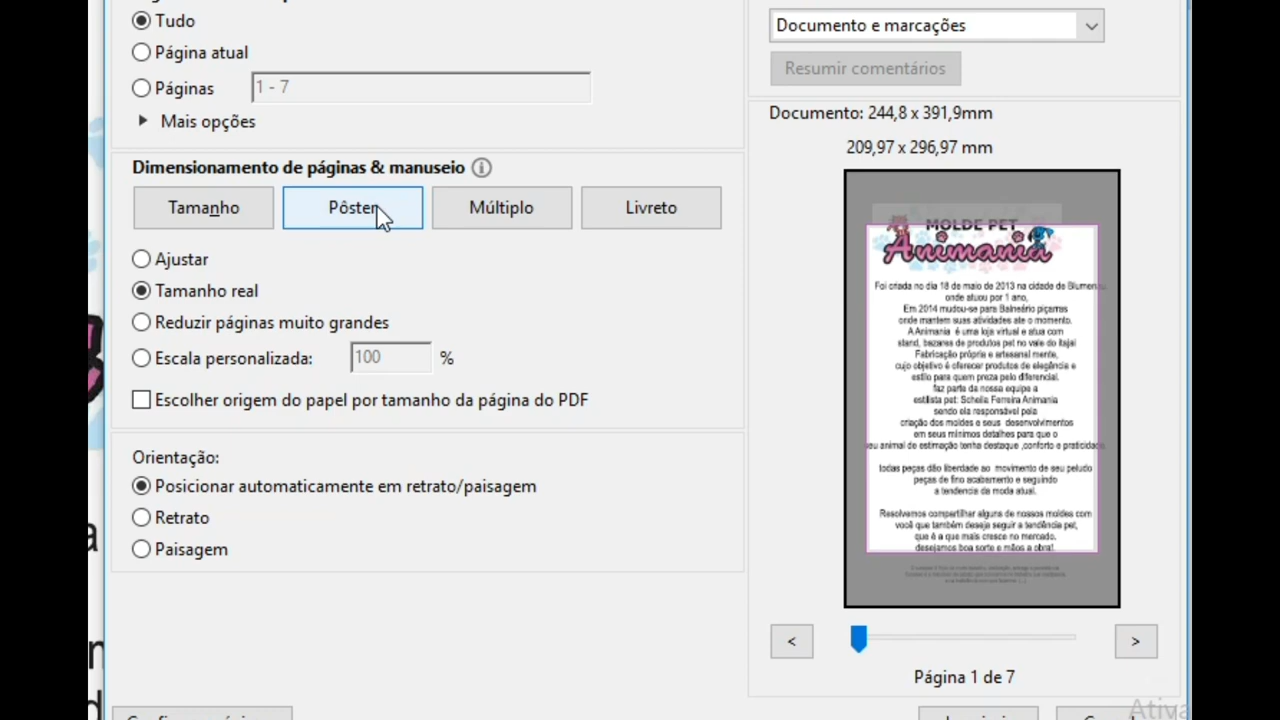 Tudo
Página atual
Páginas
1 - 7
Mais opções
Dimensionamento de páginas & manuseio
Tamanho
Pôster
Múltiplo
Livreto
Ajustar
Tamanho real
Reduzir páginas muito grandes
Escala personalizada:
100
%
Escolher origem do papel por tamanho da página do PDF
Orientação:
Posicionar automaticamente em retrato/paisagem
Retrato
Paisagem
Documento e marcações
Resumir comentários
Documento: 244,8 x 391,9mm
209,97 x 296,97 mm
MOLDE PET
Animania
Foi criada no dia 18 de maio de 2013 na cidade de Blumenau
onde atuou por 1 ano,
Em 2014 mudou-se para Balneário piçarras
onde mantem suas atividades ate o momento.
A Animania é uma loja virtual e atua com
stand, bazares de produtos pet no vale do itajai
Fabricação própria e artesanal mente,
cujo objetivo é oferecer produtos de elegância e
estilo para quem preza pelo diferencial.
faz parte da nossa equipe a
estilista pet: Scheila Ferreira Animania
sendo ela responsável pela
criação dos moldes e seus desenvolvimentos
em seus mínimos detalhes para que o
seu animal de estimação tenha destaque ,conforto e praticidade.
todas peças dão liberdade ao movimento de seu peludo
peças de fino acabamento e seguindo
a tendencia da moda atual.
Resolvemos compartilhar alguns de nossos moldes com
você que também deseja seguir a tendência pet,
que é a que mais cresce no mercado.
desejamos boa sorte e mãos a obra!
<
>
Página 1 de 7
Ativa